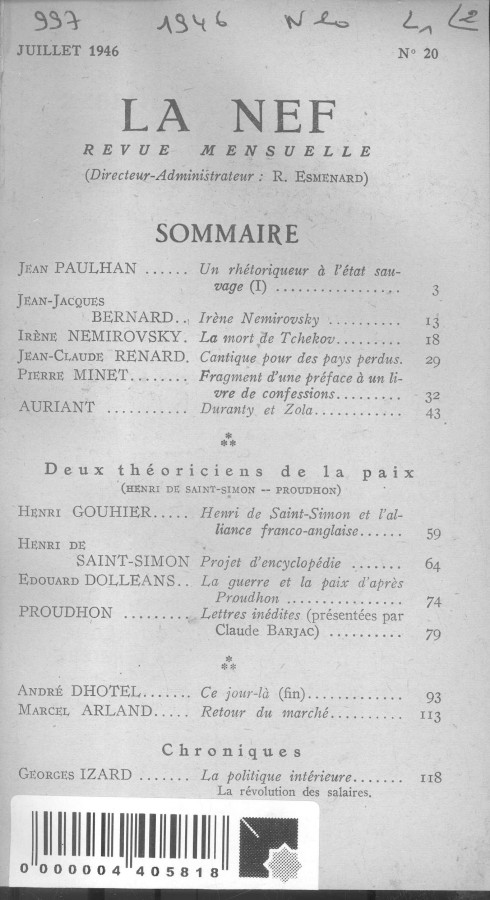 997 1946 N20
JUILLET 1946 N° 20
LA NEF
REVUE MENSUELLE
(Directeur-Administrateur : R. ESMENARD)
SOMMAIRE
JEAN PAULHAN ...... Un rhétoriqueur à l'état sau-
vage (I) ................ 3
JEAN-JACQUES
BERNARD.. Irène Nemirovsky .......... 13
IRÈNE NEMIROVSKY. La mort de Tchekov......... 18
JEAN-CLAUDE RENARD. Cantique pour des pays perdus. 29
PIERRE MINET........ Fragment d'une préface à un li-
vre de confessions......... 32
AURIANT ........... Duranty et Zola............ 43
***
Deux théoriciens de la paix
(HENRI DE SAINT-SIMON -- PROUDHON)
HENRI GOUHIER..... Henri de Saint-Simon et l'al-
liance franco-anglaise...... 59
HENRI DE
SAINT-SIMON Projet d'encyclopédie ....... 64
EDOUARD DOLLEANS.. La guerre et la paix d'après
Proudhon ................ 74
PROUDHON ......... Lettres inédites (présentées par
Claude BARJAC) .......... 79
***
ANDRÉ DHOTEL....... Ce jour-là (fin)............. 93
MARCEL ARLAND..... Retour du marché.......... 113
Chroniques
GEORGES IZARD ....... La politique intérieure....... 118
La révolution des salaires.
0 000004 405818